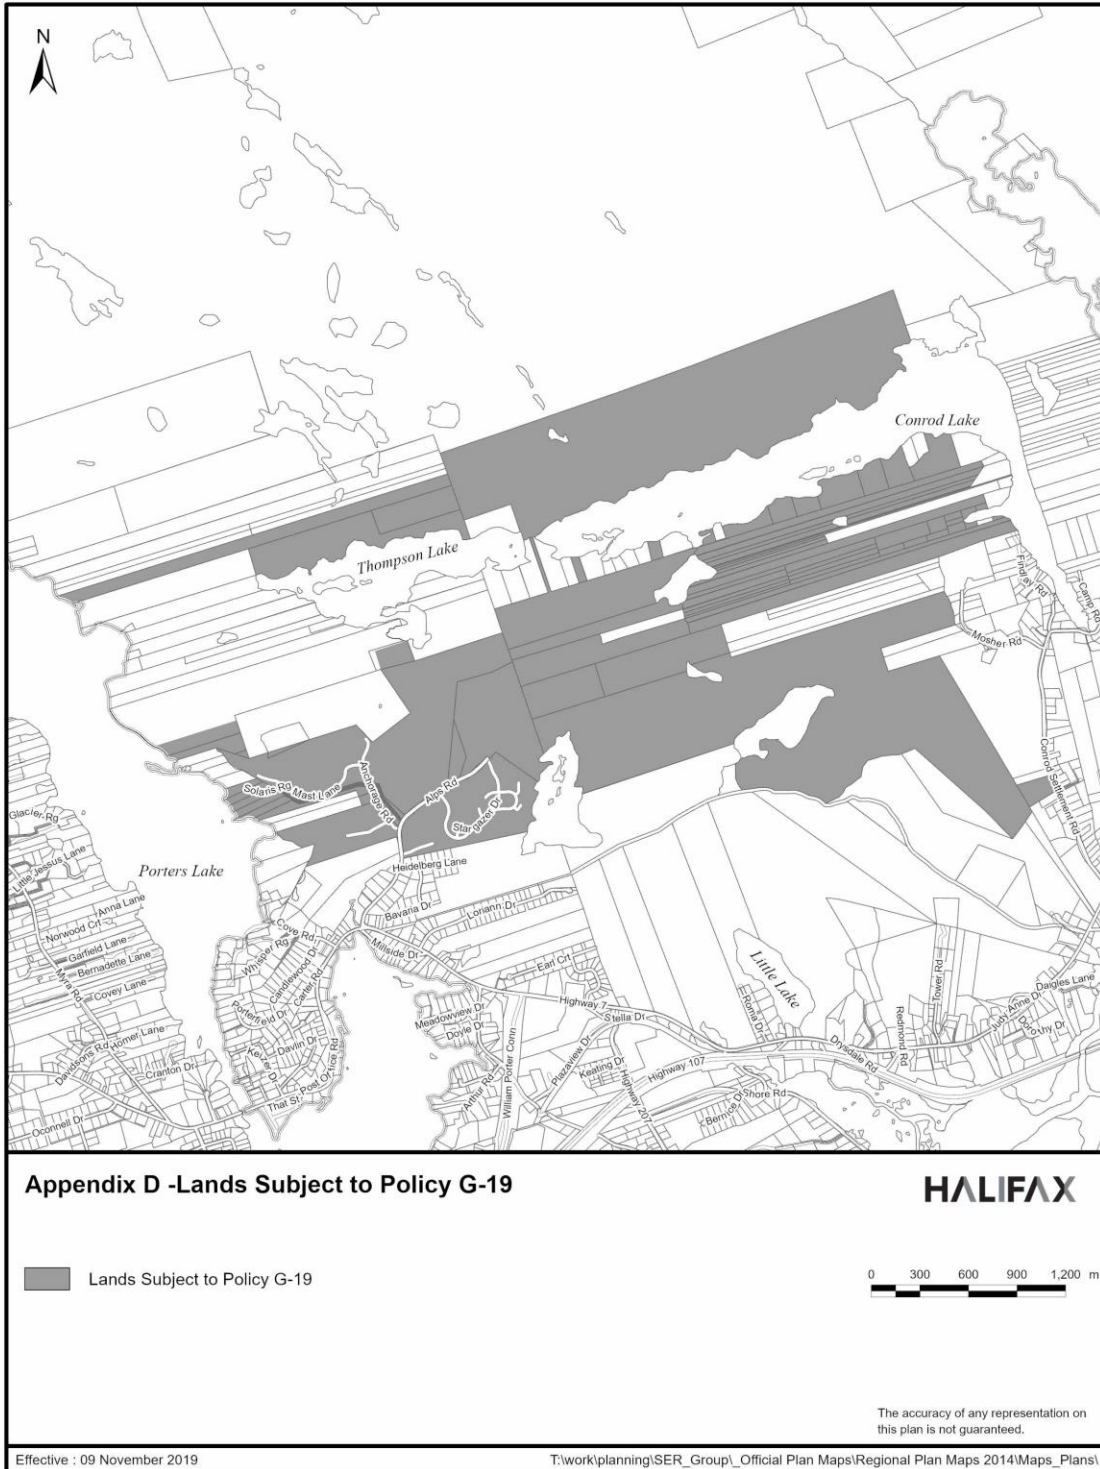 N
Conrod Lake
Thompson Lake
Findlay Rd
Camp Rd
Mosher Rd
Conrod Settlement Rd
Solaris Rg
Mast Lane
Anchorage Rd
Alps Rd
Stargazer Dr
Glacier Rg
Little Jessus Lane
Porters Lake
Heidelberg Lane
Anna Lane
Norwood Crt
Garfield Lane
Bernadette Lane
Covey Lane
Myra Rd
Bavaria Dr
Loriann Dr
Cove Rd
Whisper Rg
Candlewood D
Carter Rd
Millside Dr
Earl Crt
Little Lake
Tower Rd
Daigles Lane
Judy Anne Dr
Dorothy Dr
Redmond Rd
Roma Dr
Drysdale Rd
Highway 7
Stella Dr
Meadowview Dr
Doyle Dr
Porterfield Dr
Davidsons Rd
Homer Lane
Cranton Dr
Keizer Dr
Davlin Dr
Post Office Rd
That St
Oconnell Dr
Arthur Rd
William Porter Conn
Plazaview Dr
Keating Dr
Highway 207
Highway 107
Bernice Dr
Shore Rd
Appendix D -Lands Subject to Policy G-19
HALIFAX
Lands Subject to Policy G-19
0 300 600 900 1,200 m
The accuracy of any representation on
this plan is not guaranteed.
Effective : 09 November 2019
T:\work\planning\SER_Group\_Official Plan Maps\Regional Plan Maps 2014\Maps_Plans\